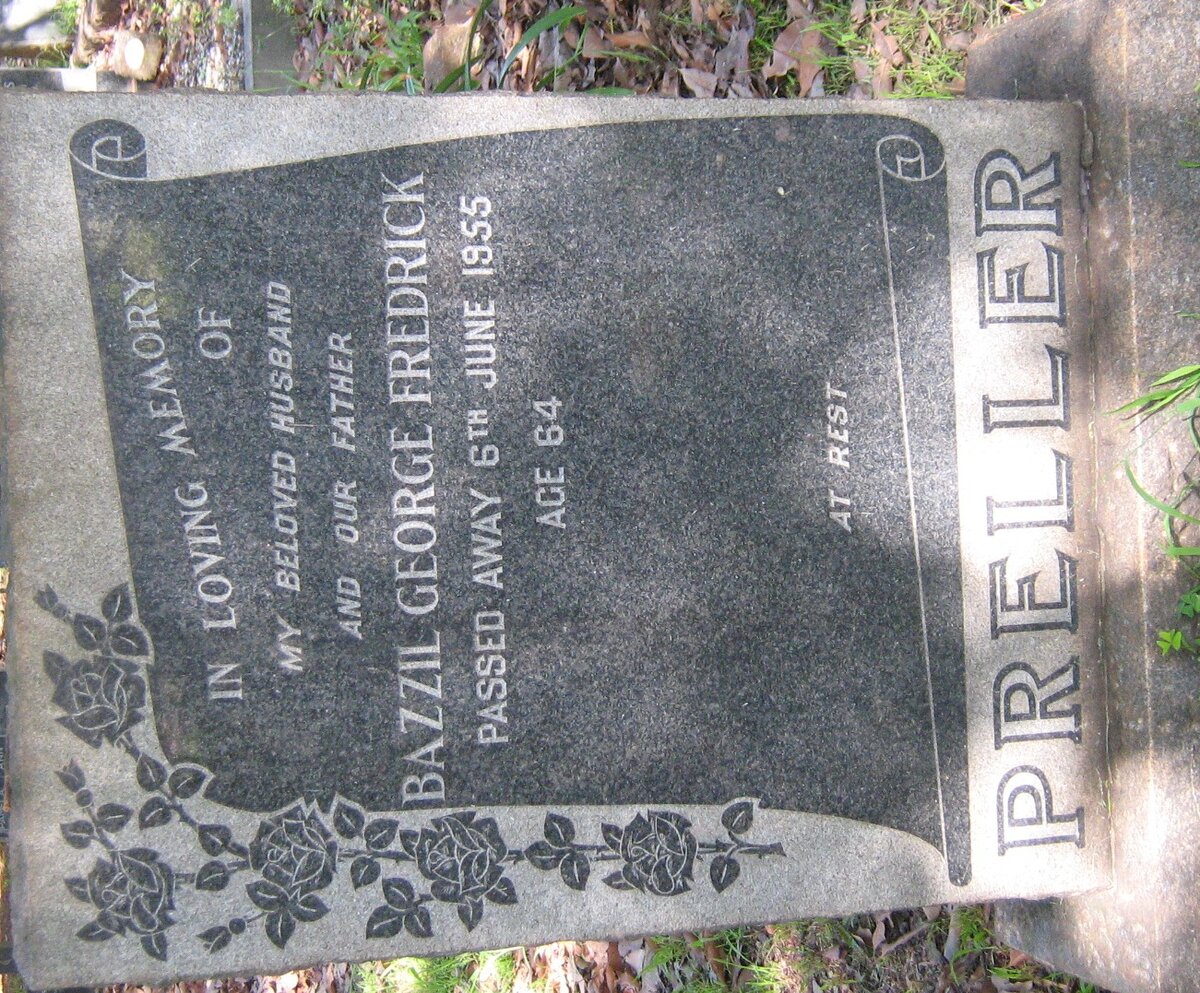 IN LOVING MEMORY
OF
MY BELOVED HUSBAND
AND OUR FATHER
BAZZIL GEORGE FREDRICK
PASSED AWAY 6TH JUNE 1955
AGE 64
AT REST
PRELLER